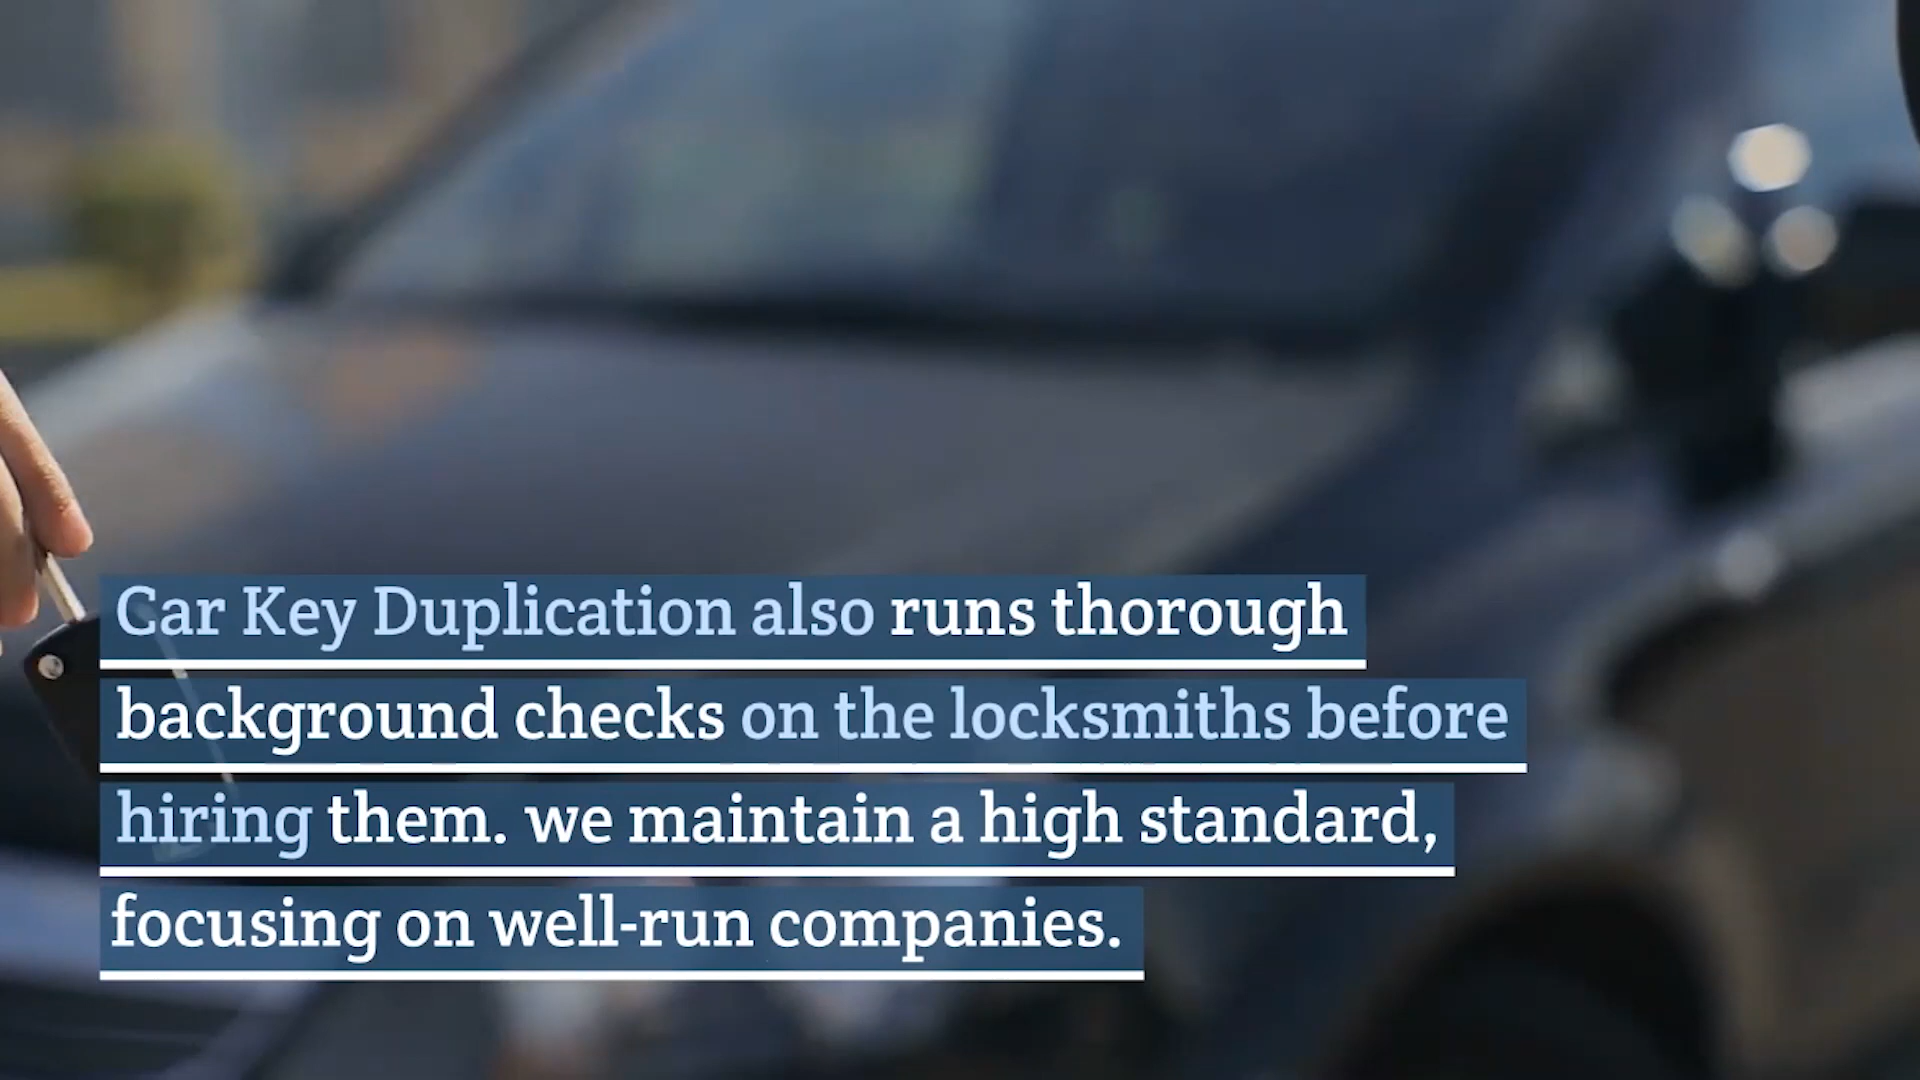 Car Key Duplication also runs thorough
background checks on the locksmiths before
hiring them. we maintain a high standard,
focusing on well-run companies.